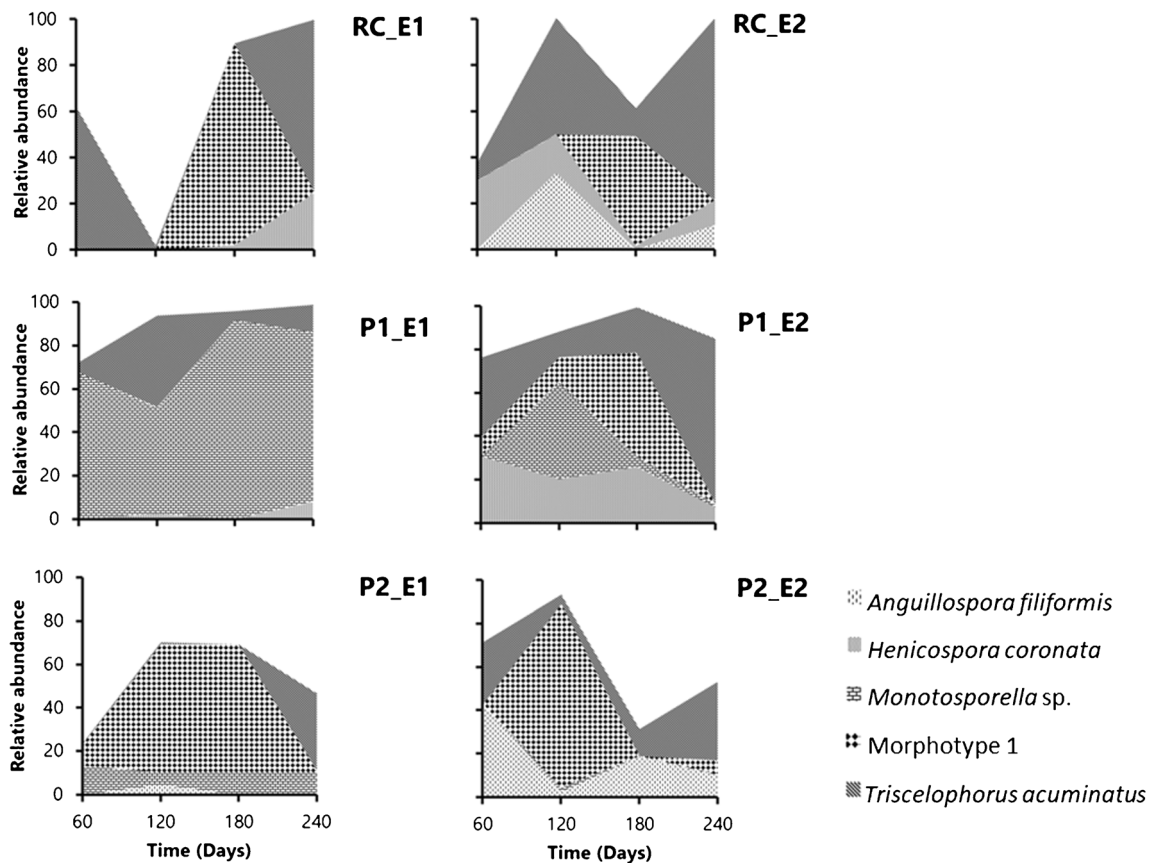 RC_E1
100
80
60
40
20
0
Relative abundance
RC_E2
P1_E1
100
80
60
40
20
0
Relative abundance
P1_E2
P2_E1
100
80
60
40
20
0
Relative abundance
60 120 180 240
Time (Days)
P2_E2
60 120 180 240
Time (Days)
Anguillospora filiformis
Henicospora coronata
Monotosporella sp.
Morphotype 1
Triscelophorus acuminatus